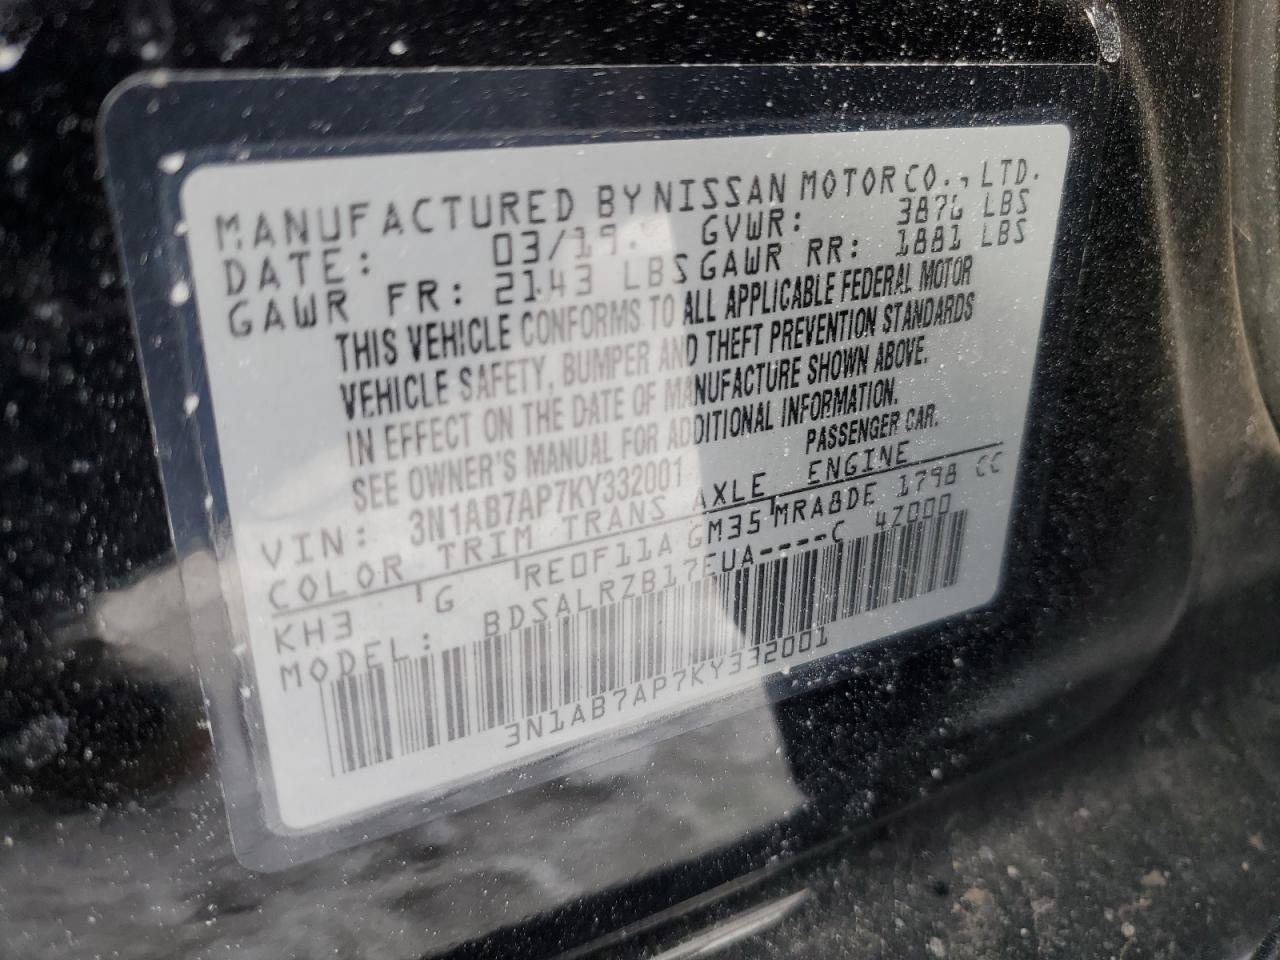 MANUFACTURED BY NISSAN MOTOR CO., LTD.
DATE: 03/19. GVWR: 3876 LBS
GAWR FR: 2143 LBS GAWR RR: 1881 LBS
THIS VEHICLE CONFORMS TO ALL APPLICABLE FEDERAL MOTOR
VEHICLE SAFETY, BUMPER AND THEFT PREVENTION STANDARDS
IN EFFECT ON THE DATE OF MANUFACTURE SHOWN ABOVE.
SEE OWNER'S MANUAL FOR ADDITIONAL INFORMATION.
VIN: 3N1AB7AP7KY332001 PASSENGER CAR.
COLOR TRIM TRANS AXLE ENGINE
KH3 G RE0F11A GM35 MRA8DE 1798 CC
MODEL: BDSALRZB17EUA----C 4Z000
3N1AB7AP7KY332001